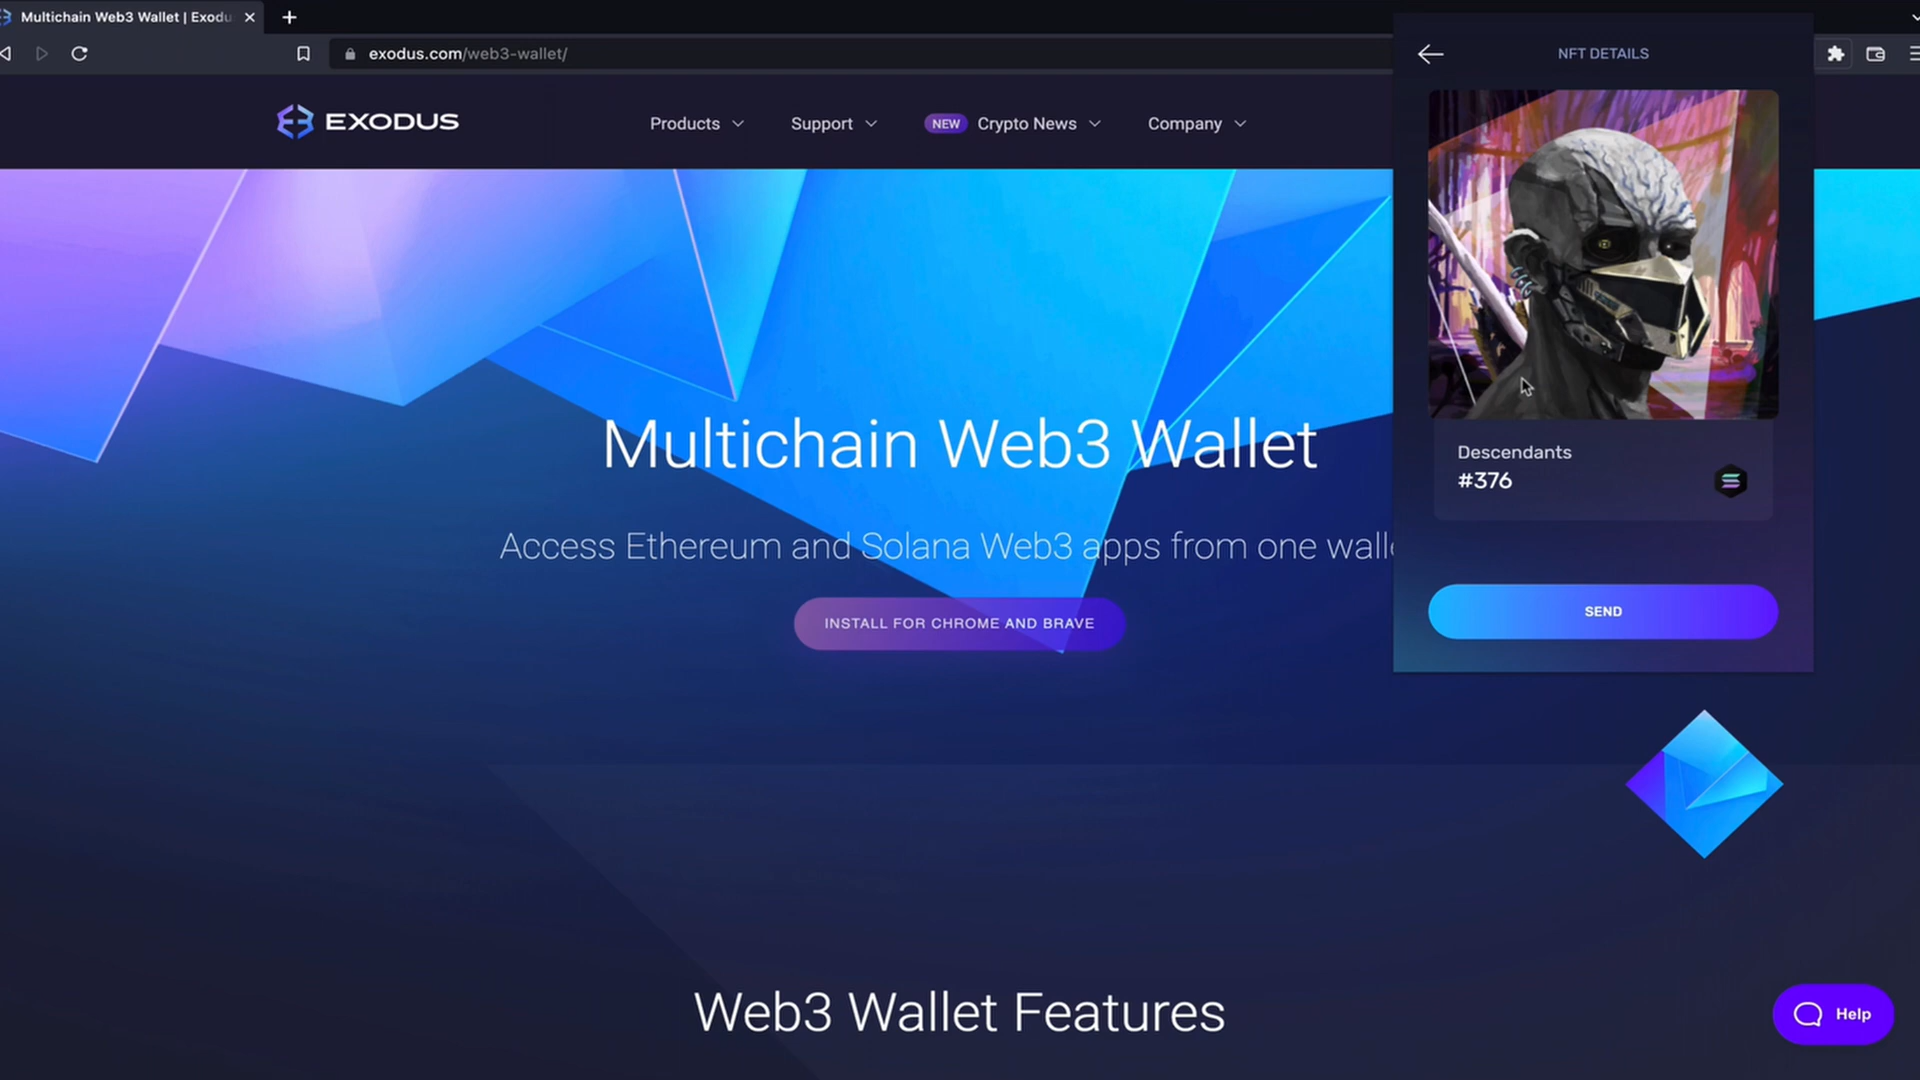 Multichain Web3 Wallet | Exodu
exodus.com/web3-wallet/
NFT DETAILS
EXODUS
Products
Support
NEW Crypto News
Company
Multichain Web3 Wallet
Descendants
#376
Access Ethereum and Solana Web3 apps from one
INSTALL FOR CHROME AND BRAVE
SEND
Web3 Wallet Features
Help